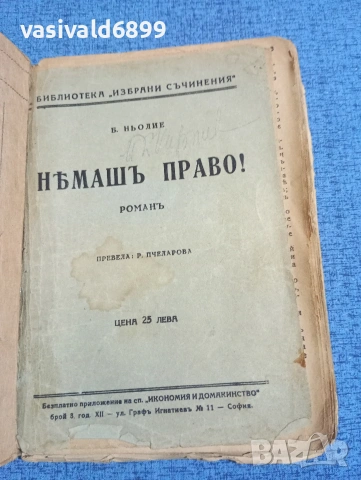 vasivald6899
БИБЛИОТЕКА „ИЗБРАНИ СЪЧИНЕНИЯ"
В. НЬОЛИЕ
НѢМАШЪ ПРАВО!
РОМАНЪ
ПРЕВЕЛА: Р. ПЧЕЛАРОВА
ЦЕНА 25 ЛЕВА
Безплатно приложение на сп. „ИКОНОМИЯ И ДОМАКИНСТВО"
брой 5. год. XII — ул. Графъ Игнатиевъ № 11 — София.
BAZAR